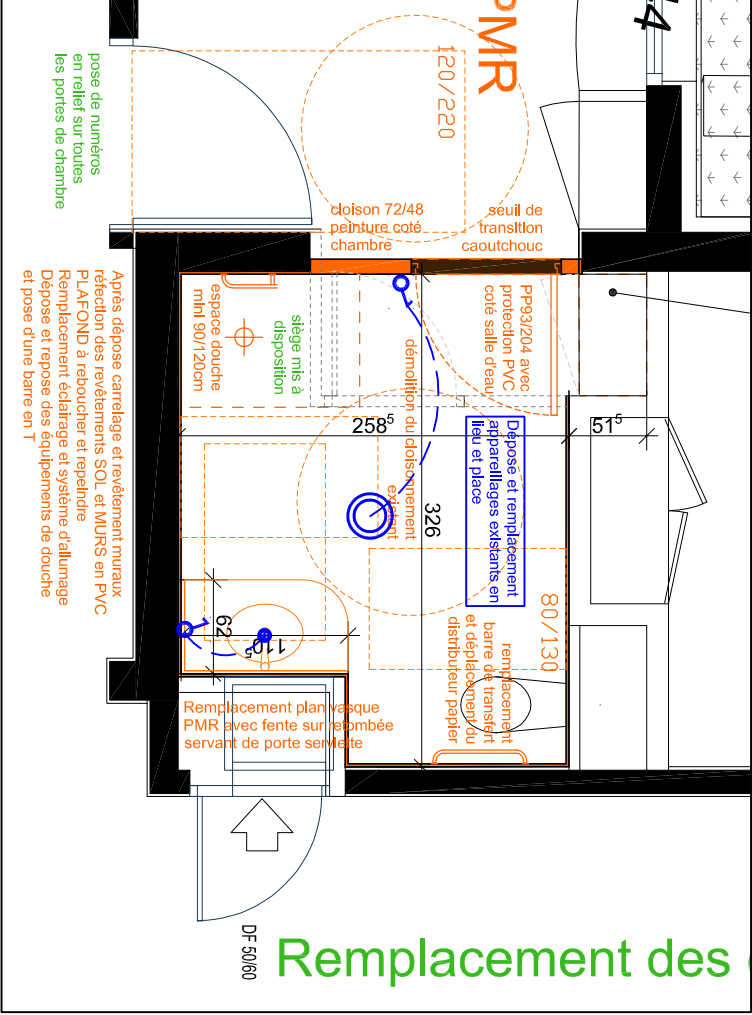 PMR
4
120/220
pose de numéros
en relief sur toutes
les portes de chambre
cloison 72/48
peinture coté
chambre
seuil de
transition
caoutchouc
Après dépose carrelage et revêtement muraux
réfection des revêtements SOL et MURS en PVC
PLAFOND à reboucher et repeindre
Remplacement éclairage et système d'allumage
Dépose et repose des équipements de douche
et pose d'une barre en T
espace douche
mini 90/120cm
siège mis à
disposition
PP93/204 avec
protection PVC
coté salle d'eau
démolition du cloisonnement
existant
258⁵
51⁵
326
Dépose et remplacement
appareillages existants en
lieu et place
80/130
62
110⁵
remplacement
barre de transfert
et déplacement du
distributeur papier
Remplacement plan vasque
PMR avec fente sur retombée
servant de porte serviette
DF 50/60
Remplacement des